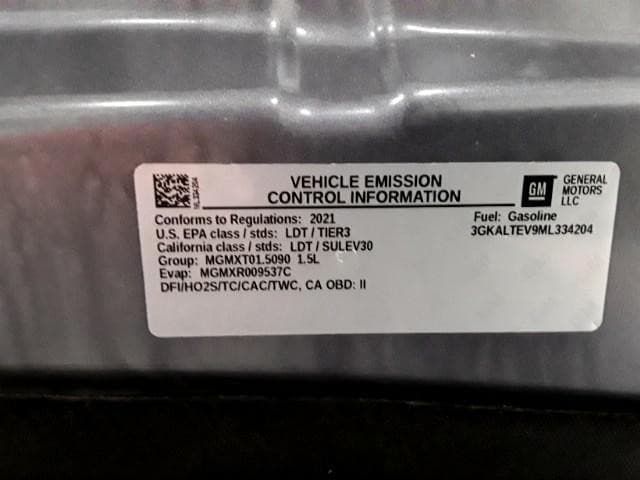 VEHICLE EMISSION
CONTROL INFORMATION
GM
GENERAL
MOTORS
LLC
Conforms to Regulations: 2021
Fuel: Gasoline
U.S. EPA class / stds: LDT / TIER3
3GKALTEV9ML334204
California class / stds: LDT / SULEV30
Group: MGMXT01.5090 1.5L
Evap: MGMXR009537C
DFI/HO2S/TC/CAC/TWC, CA OBD: II